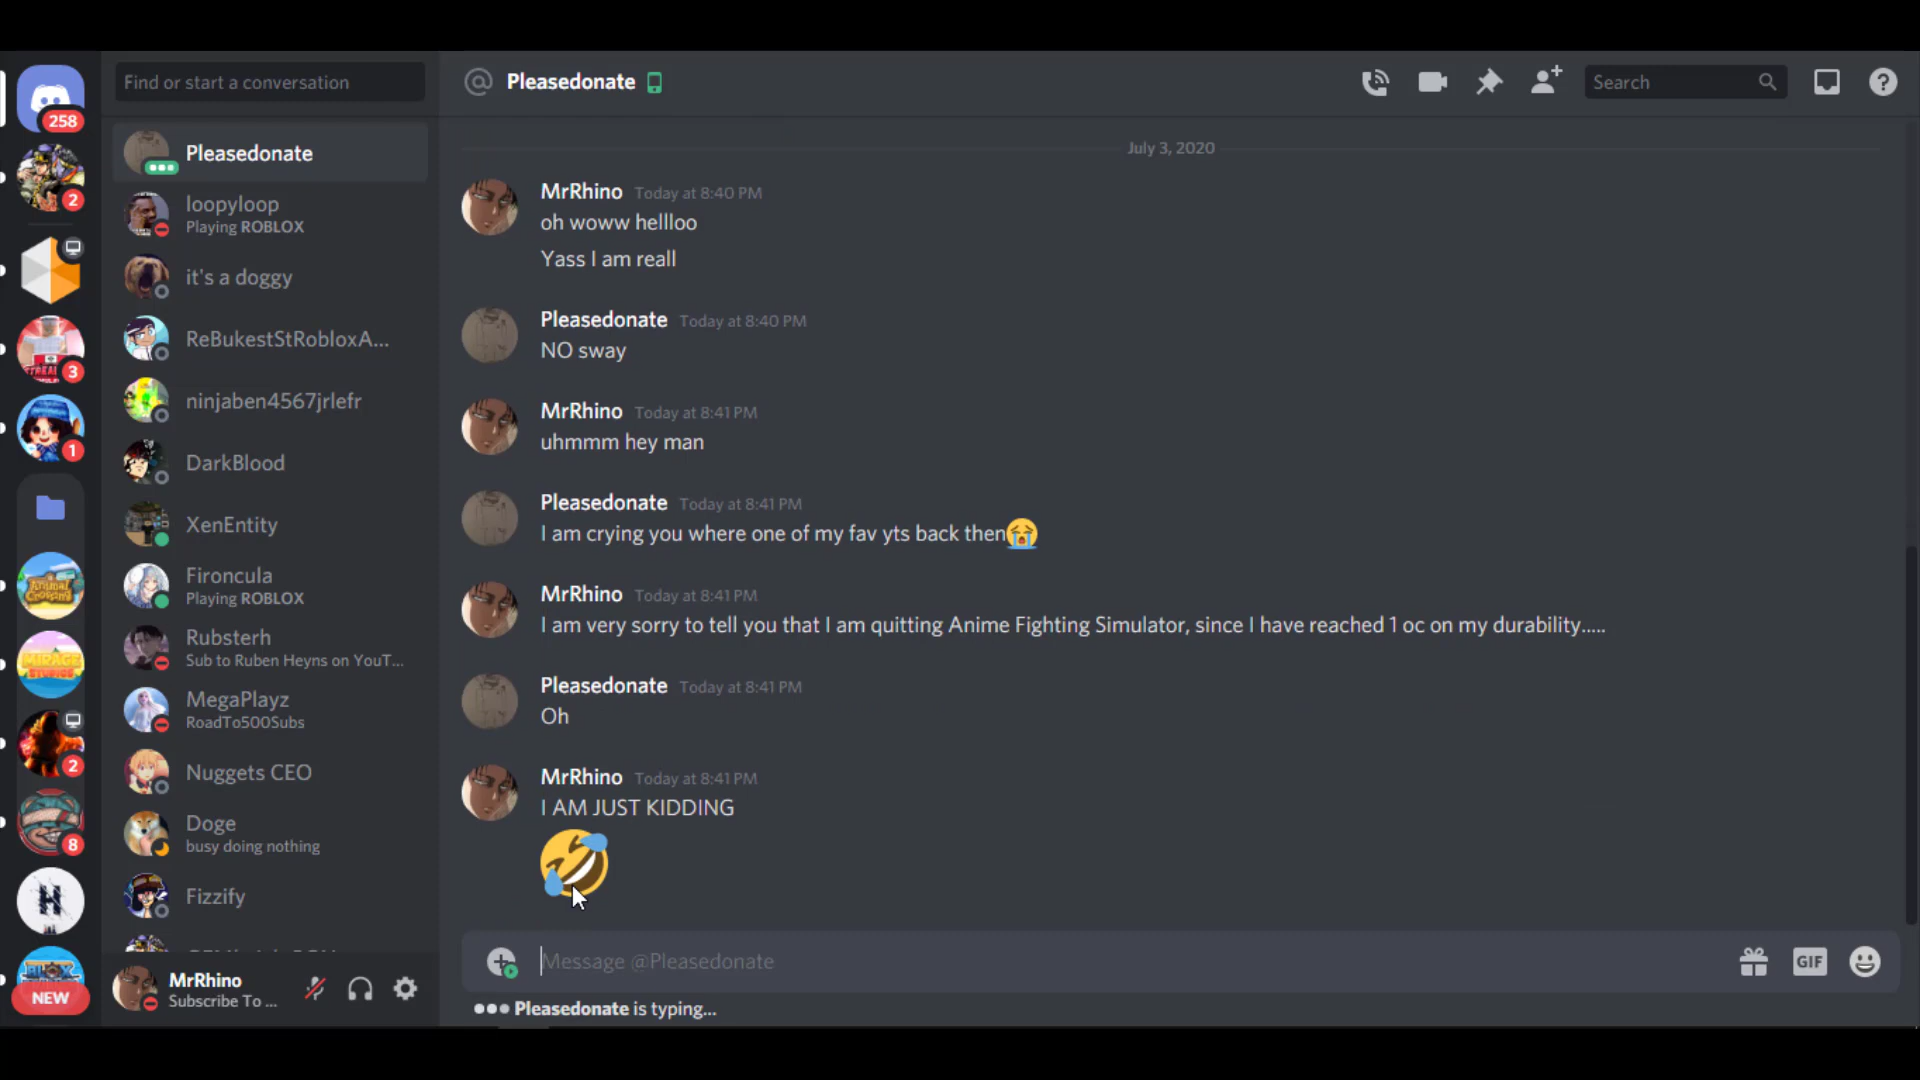 Find or start a conversation
Pleasedonate
Search
258
2
3
1
2
8
NEW
Animal
Crossing
MIRAGE
STUDIOS
H
BLOX
Pleasedonate
loopyloop
Playing ROBLOX
it's a doggy
ReBukestStRobloxA...
ninjaben4567jrlefr
DarkBlood
XenEntity
Fironcula
Playing ROBLOX
Rubsterh
Sub to Ruben Heyns on YouT...
MegaPlayz
RoadTo500Subs
Nuggets CEO
Doge
busy doing nothing
Fizzify
MrRhino
Subscribe To ...
July 3, 2020
MrRhino Today at 8:40 PM
oh woww hellloo
Yass I am reall
Pleasedonate Today at 8:40 PM
NO sway
MrRhino Today at 8:41 PM
uhmmm hey man
Pleasedonate Today at 8:41 PM
I am crying you where one of my fav yts back then😭
MrRhino Today at 8:41 PM
I am very sorry to tell you that I am quitting Anime Fighting Simulator, since I have reached 1 oc on my durability.....
Pleasedonate Today at 8:41 PM
Oh
MrRhino Today at 8:41 PM
I AM JUST KIDDING
🤣
Message @Pleasedonate
GIF
Pleasedonate is typing...